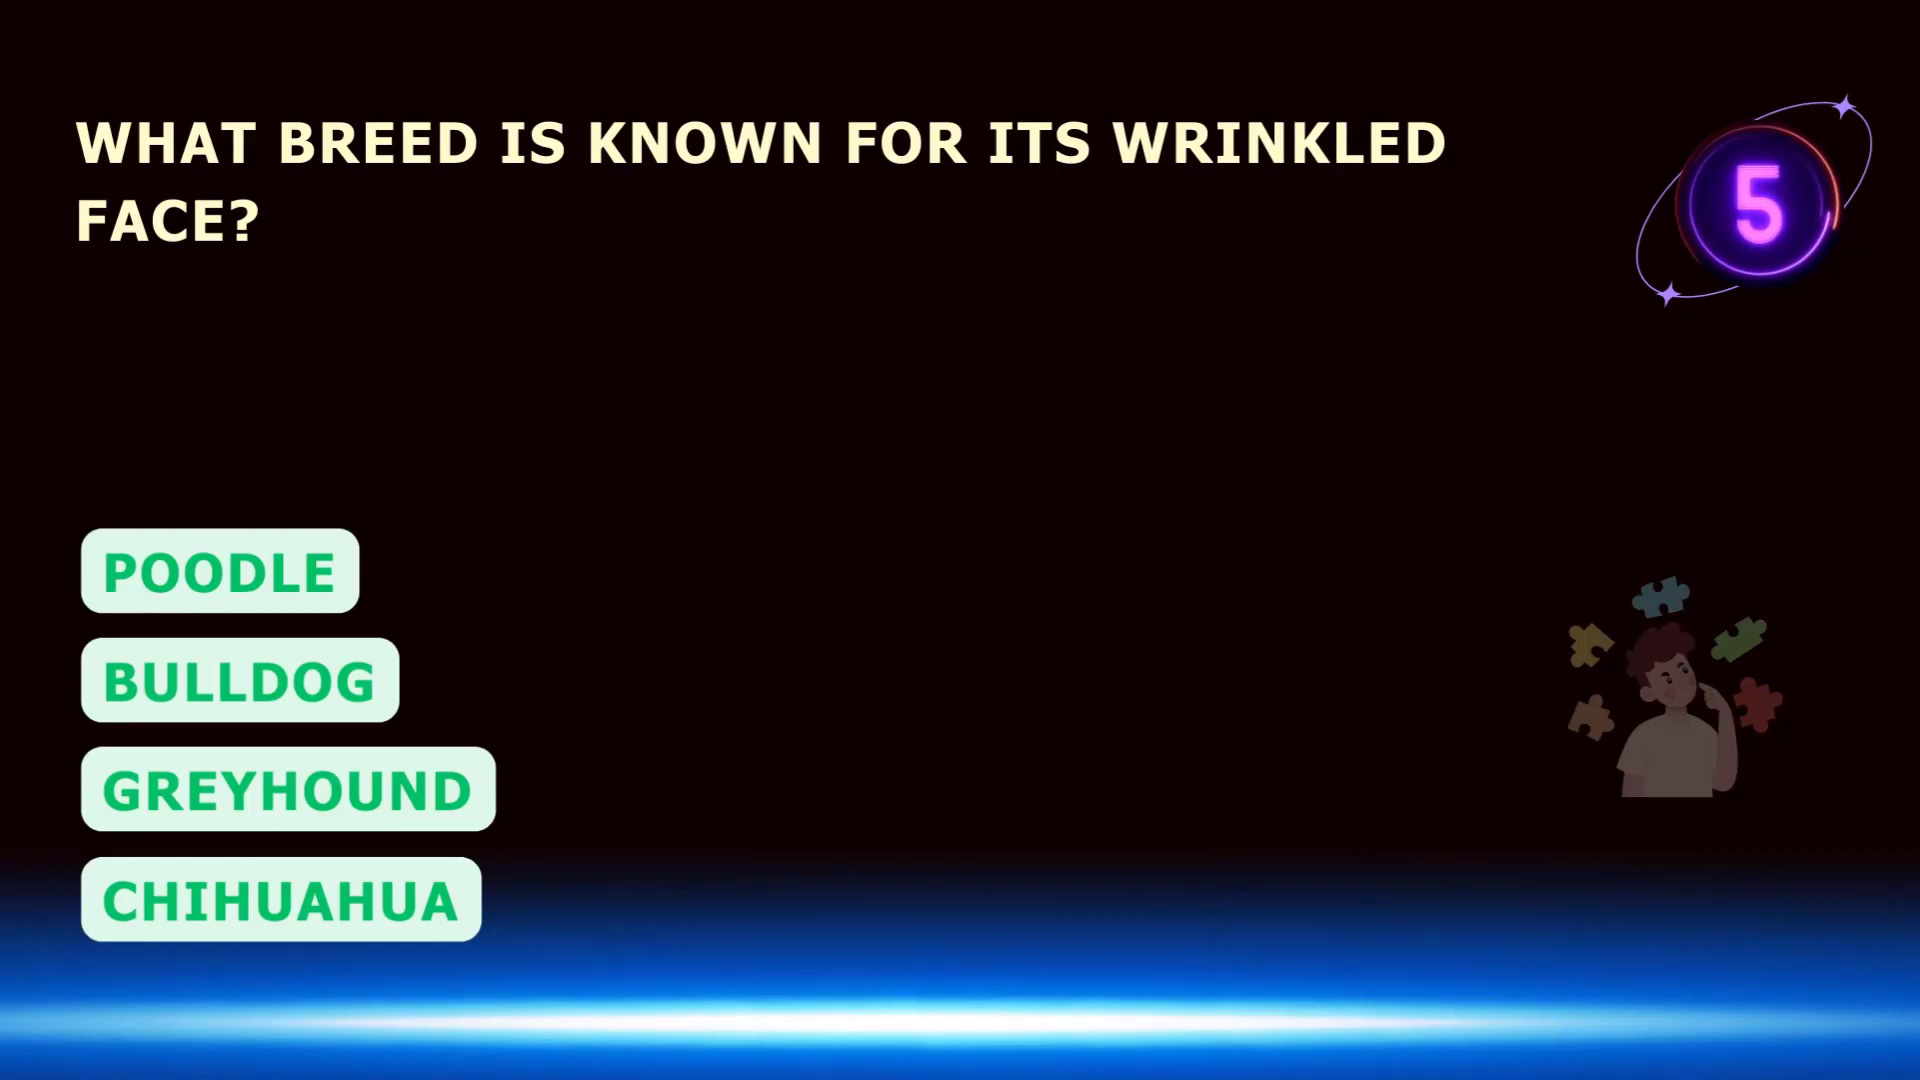 WHAT BREED IS KNOWN FOR ITS WRINKLED
FACE?
5
POODLE
BULLDOG
GREYHOUND
CHIHUAHUA